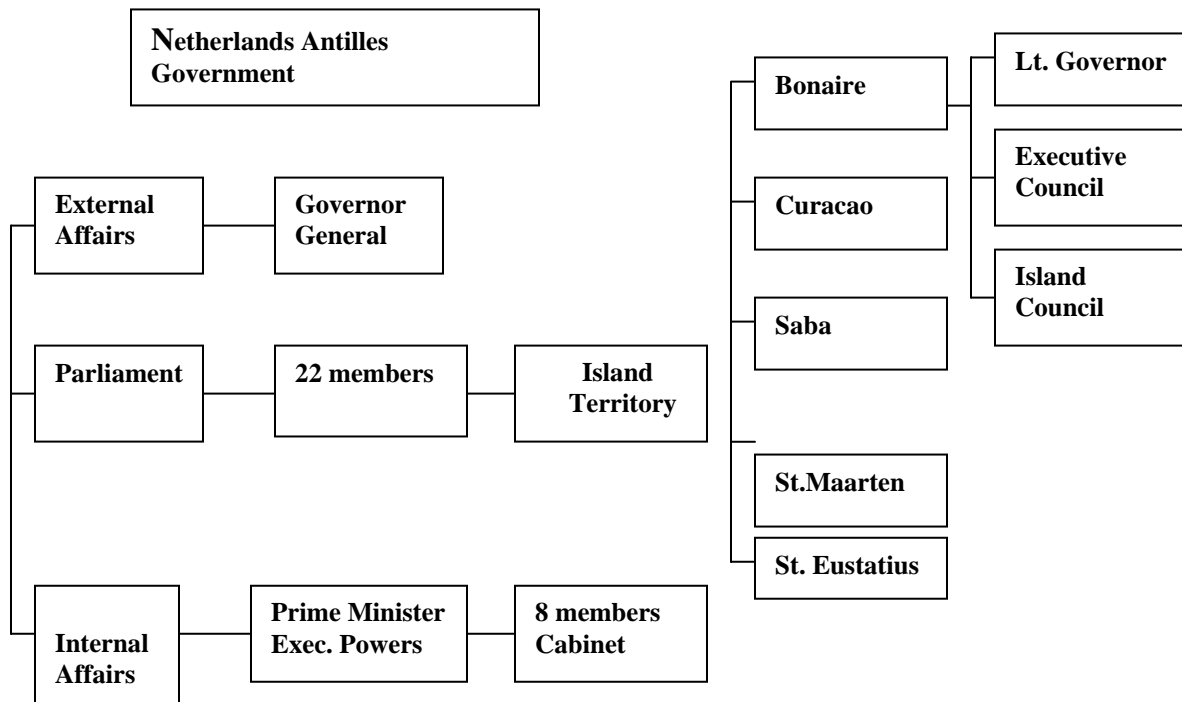 Netherlands Antilles
Government
External
Affairs
Governor
General
Parliament
22 members
Island
Territory
Internal
Affairs
Prime Minister
Exec. Powers
8 members
Cabinet
Bonaire
Curacao
Saba
St.Maarten
St. Eustatius
Lt. Governor
Executive
Council
Island
Council